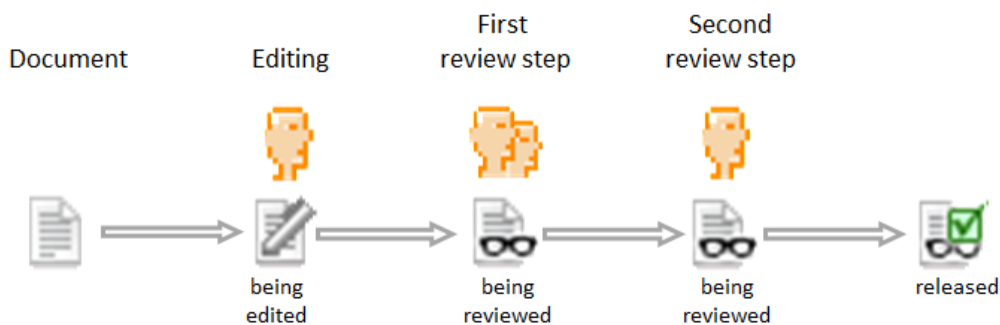 Document
Editing
First
review step
Second
review step
being
edited
being
reviewed
being
reviewed
released